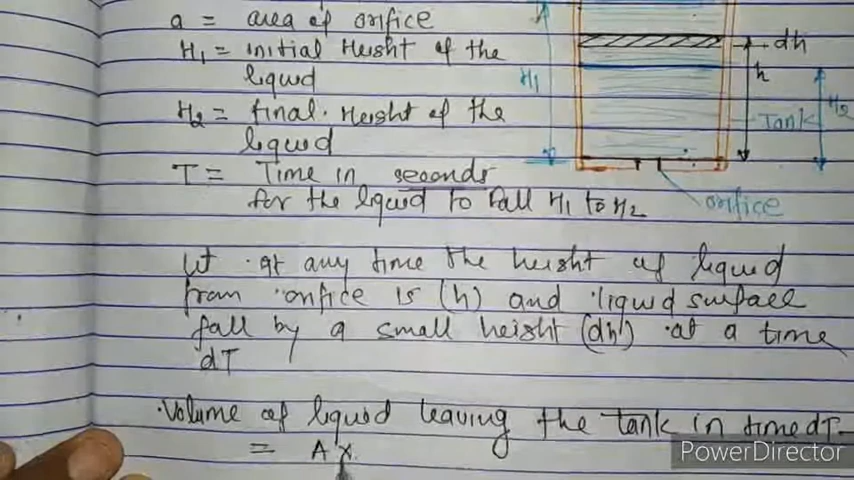 a = area of orifice
H1 = initial Height of the
liquid
H2 = final. Height of the
liquid
T = Time in seconds
for the liquid to fall H1 to H2
dh
h
H1
H2
Tank
orifice
Let at any time the height of liquid
from orifice is (h) and liquid surface
fall by a small height (dh) at a time
dT
Volume of liquid leaving the tank in time dT
= A x
PowerDirector